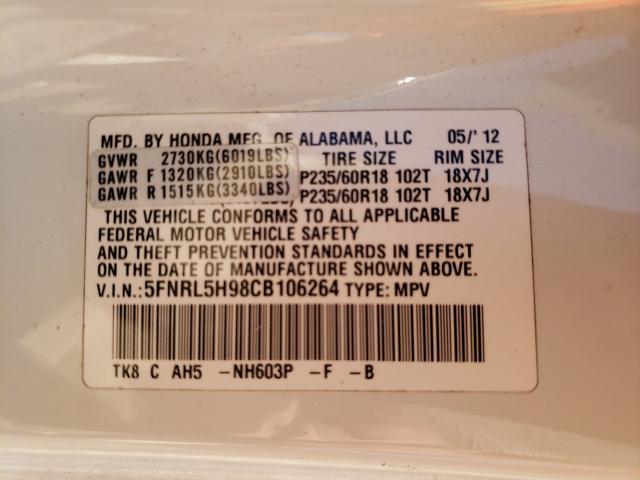 MFD. BY HONDA MFG. OF ALABAMA, LLC 05/'12
GVWR 2730KG(6019LBS) TIRE SIZE RIM SIZE
GAWR F 1320KG(2910LBS) P235/60R18 102T 18X7J
GAWR R 1515KG(3340LBS) P235/60R18 102T 18X7J
THIS VEHICLE CONFORMS TO ALL APPLICABLE
FEDERAL MOTOR VEHICLE SAFETY
AND THEFT PREVENTION STANDARDS IN EFFECT
ON THE DATE OF MANUFACTURE SHOWN ABOVE.
V.I.N.:5FNRL5H98CB106264 TYPE: MPV
TK8 C AH5 -NH603P -F -B